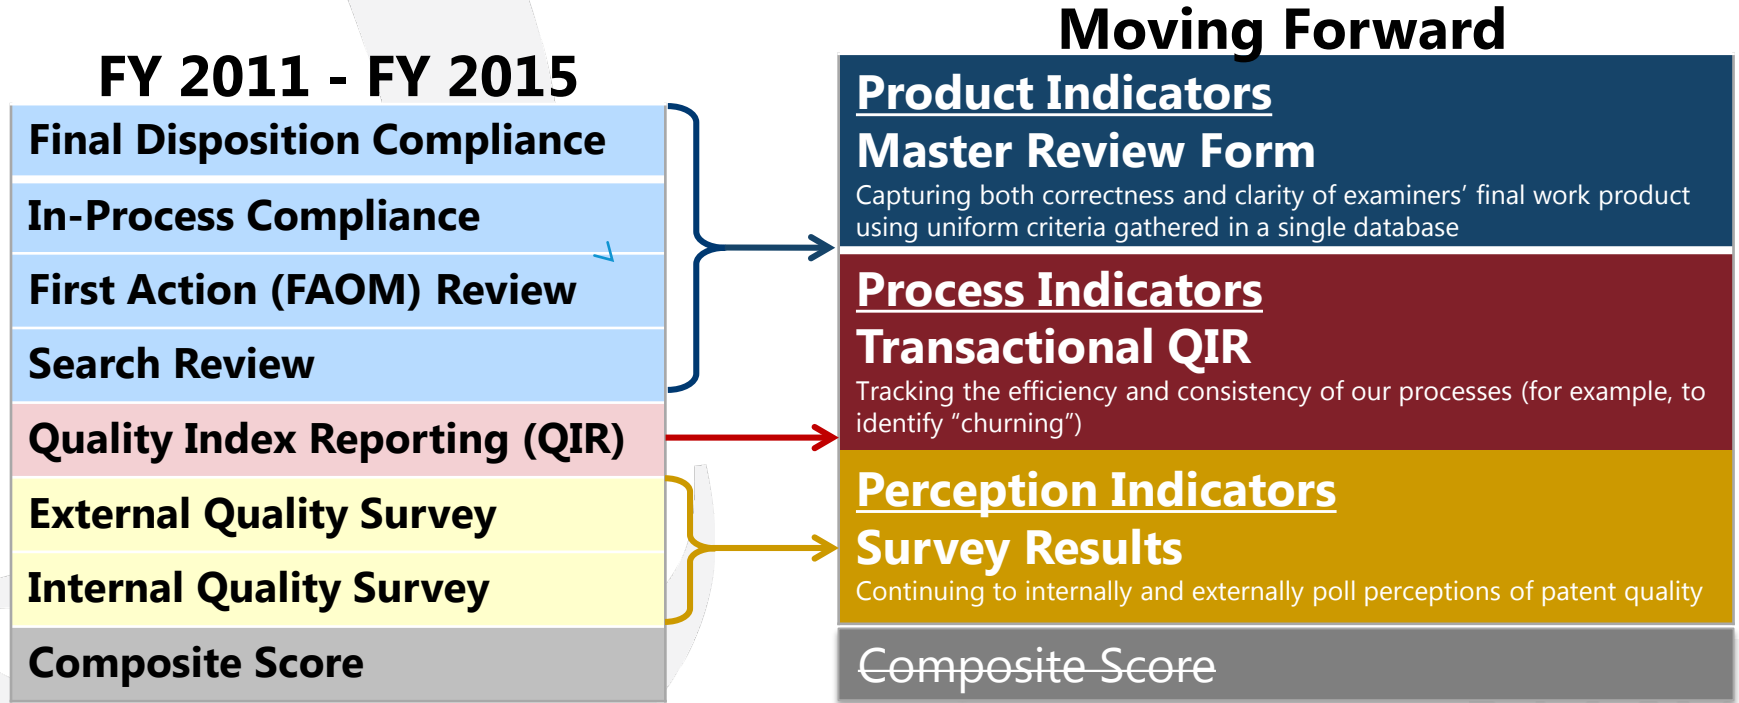 FY 2011 - FY 2015
Final Disposition Compliance
In-Process Compliance
First Action (FAOM) Review
Search Review
Quality Index Reporting (QIR)
External Quality Survey
Internal Quality Survey
Composite Score
Moving Forward
Product Indicators
Master Review Form
Capturing both correctness and clarity of examiners’ final work product
using uniform criteria gathered in a single database
Process Indicators
Transactional QIR
Tracking the efficiency and consistency of our processes (for example, to
identify “churning”)
Perception Indicators
Survey Results
Continuing to internally and externally poll perceptions of patent quality
Composite Score